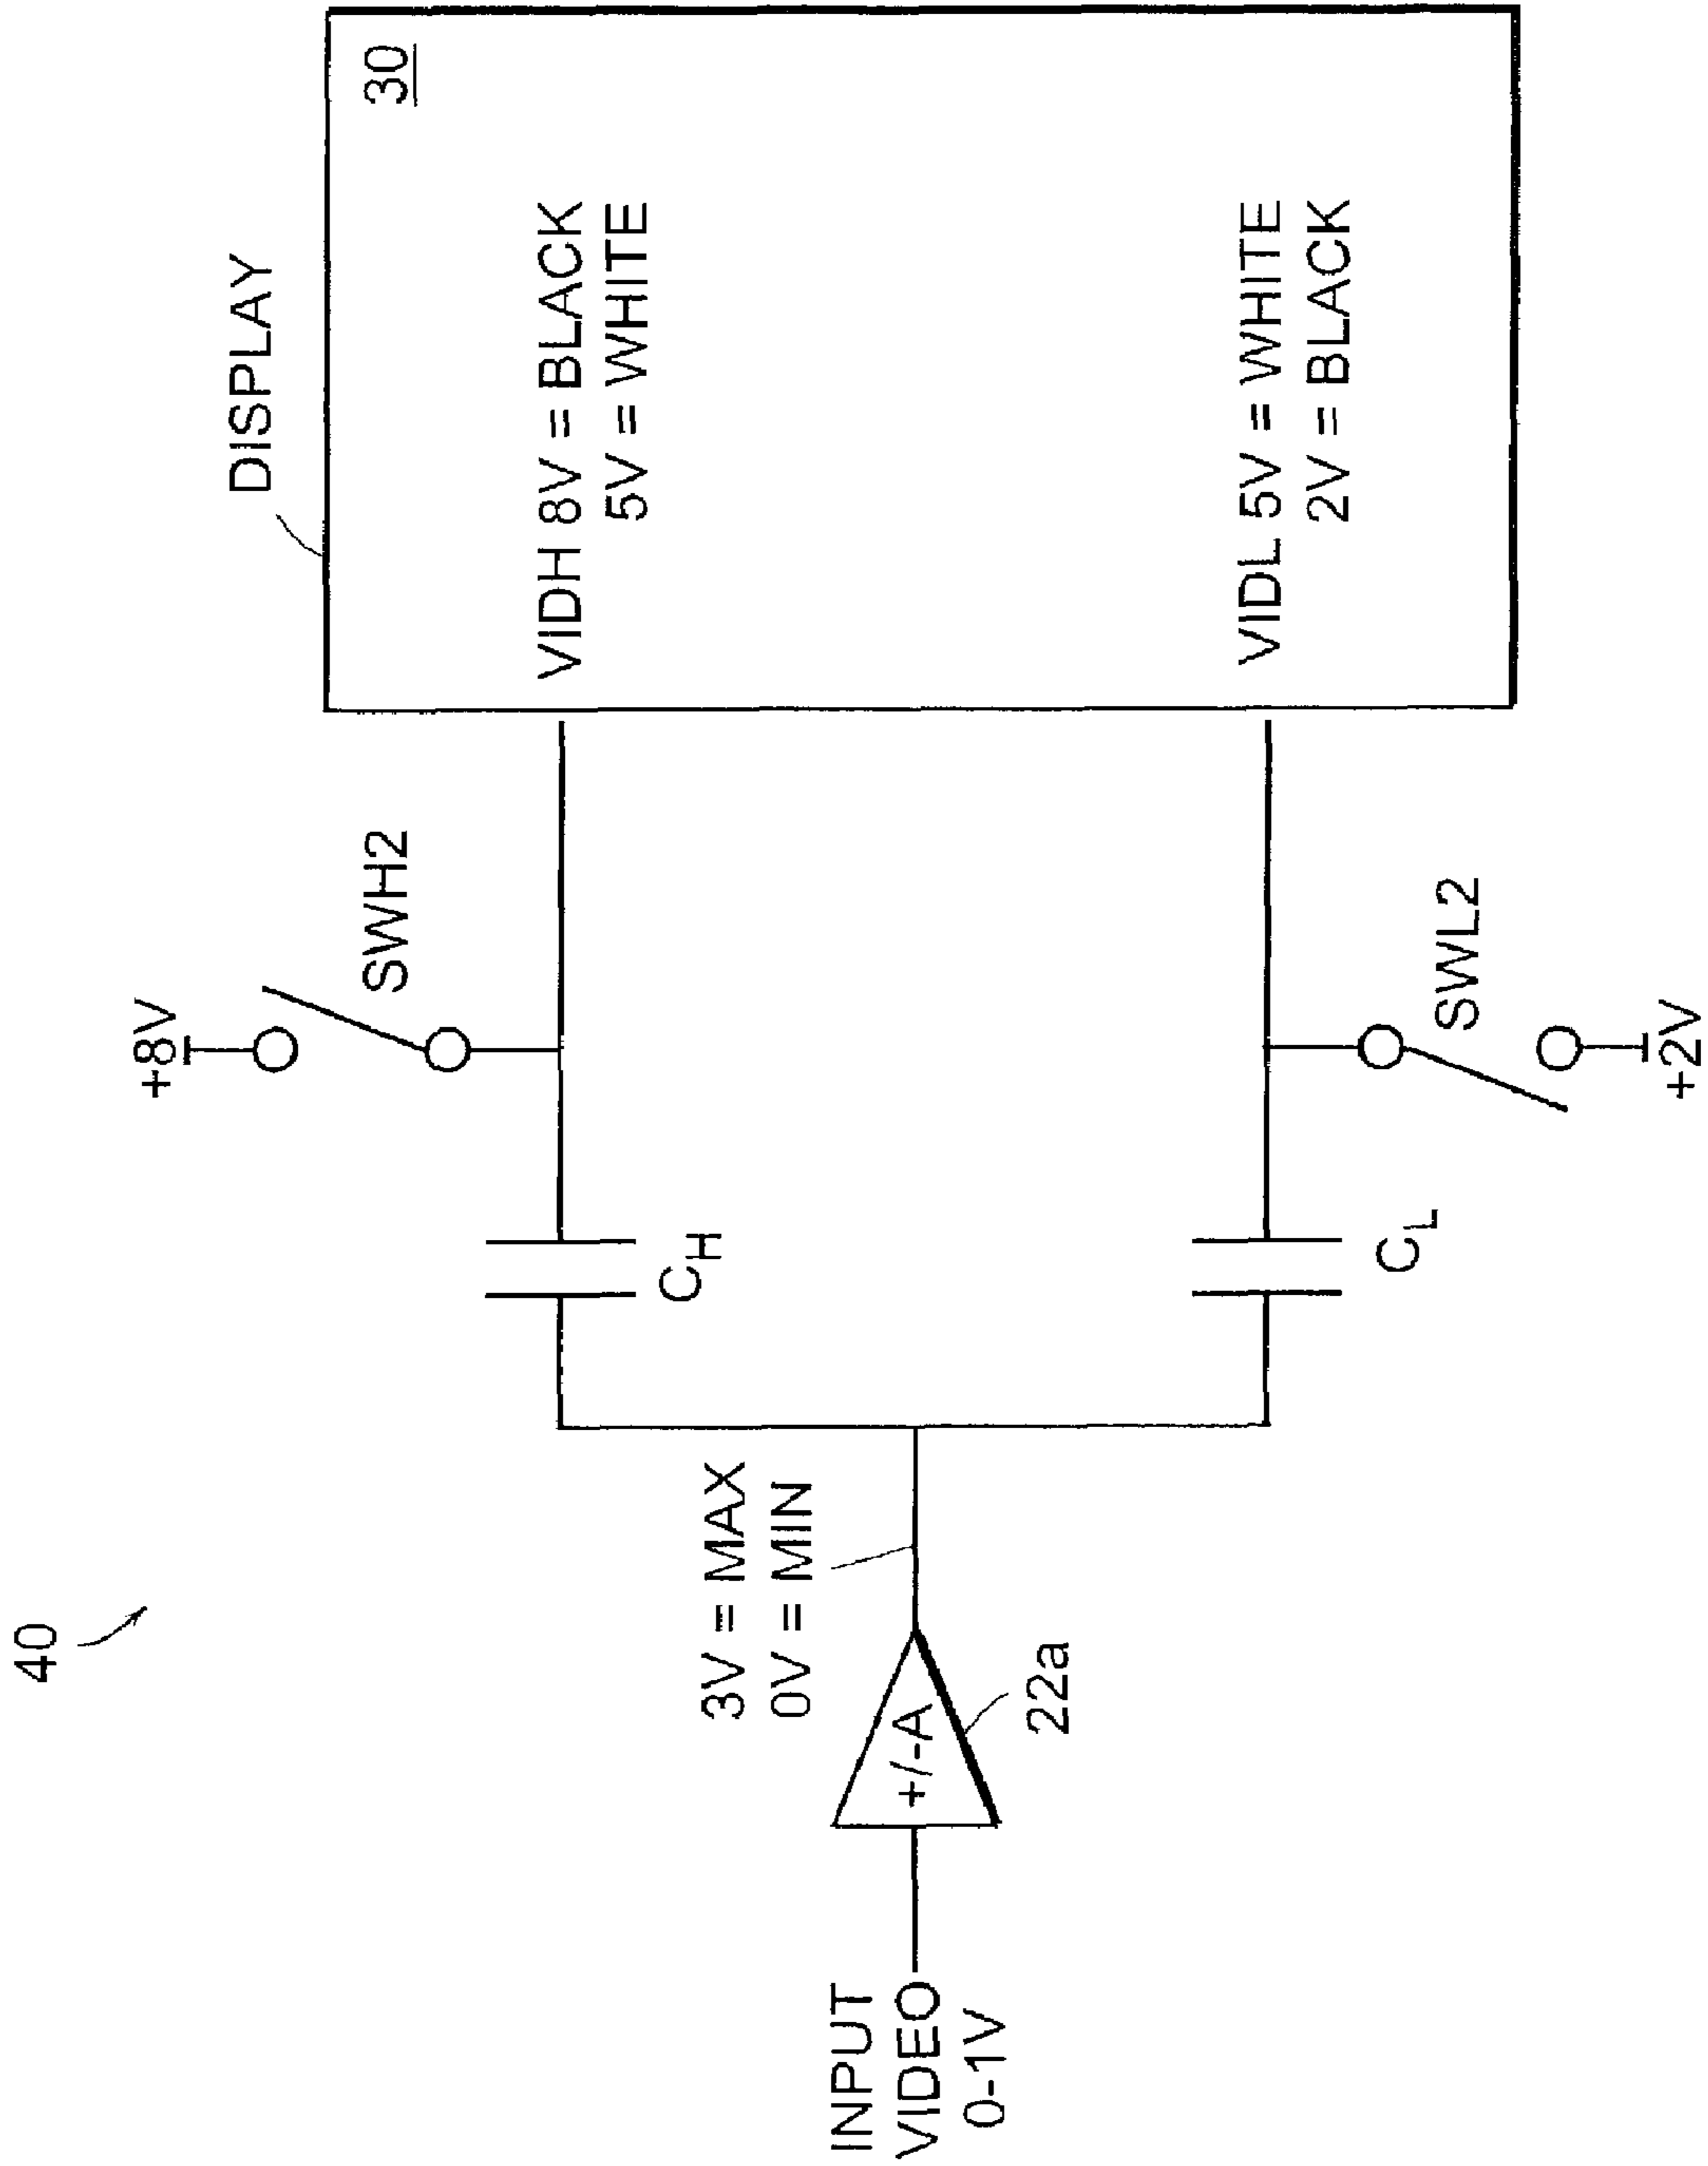 40
DISPLAY
30
+8V
SWH2
VIDH 8V = BLACK
5V = WHITE
C_H
3V = MAX
0V = MIN
INPUT
VIDEO
0-1V
+/-A
22a
VIDL 5V = WHITE
2V = BLACK
C_L
SWL2
+2V